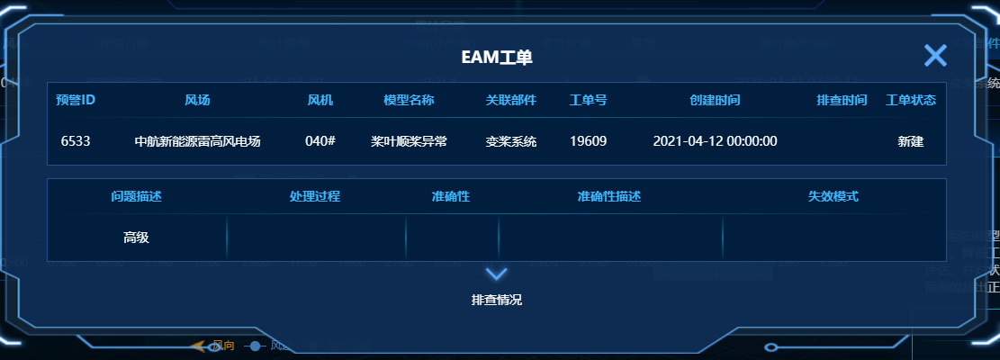 EAM工单
预警ID 风场 风机 模型名称 关联部件 工单号 创建时间 排查时间 工单状态
6533 中航新能源雷高风电场 040# 桨叶顺桨异常 变桨系统 19609 2021-04-12 00:00:00 新建
问题描述 处理过程 准确性 准确性描述 失效模式
高级
排查情况
风向